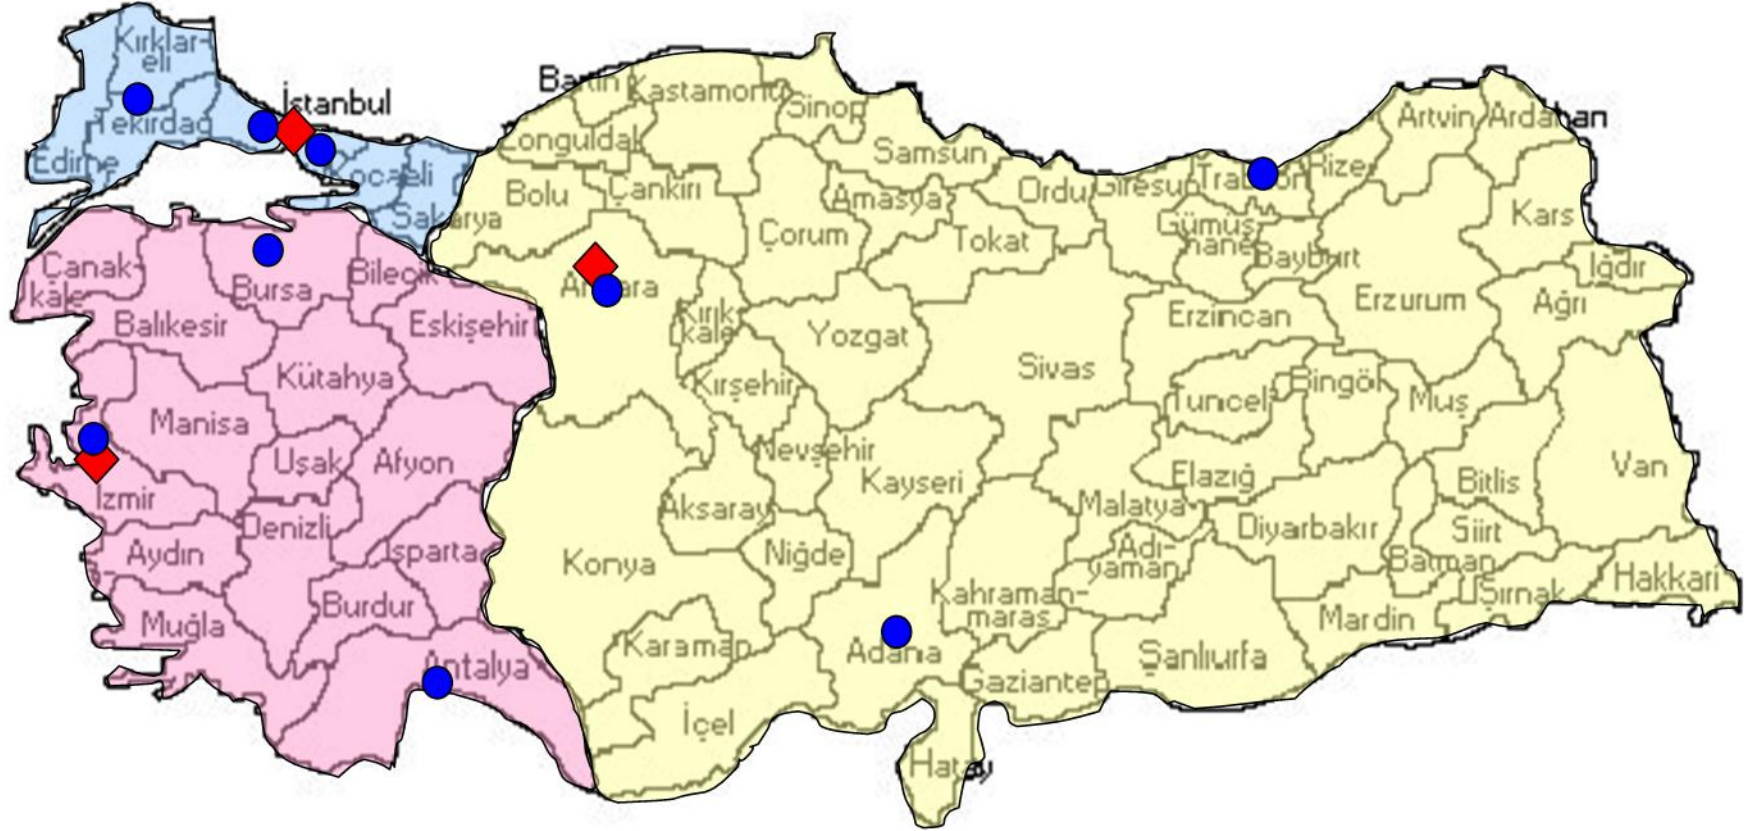 Kırklar-
eli
İstanbul
Tekirdağ
Edirne
Kocaeli
Sakarya
Bartın
Kastamonu
Sinop
Zonguldak
Samsun
Artvin
Ardahan
Bolu
Çankırı
Amasya
Ordu
Giresun
Trabzon
Rize
Çorum
Tokat
Gümüş-
hane
Bayburt
Kars
Iğdır
Çanak-
kale
Bursa
Bilecik
Ankara
Kırık-
kale
Erzincan
Erzurum
Ağrı
Balıkesir
Eskişehir
Yozgat
Sivas
Kütahya
Kırşehir
Tunceli
Bingöl
Muş
Manisa
Uşak
Afyon
Nevşehir
Kayseri
Elazığ
Bitlis
Van
İzmir
Aksaray
Malatya
Denizli
Diyarbakır
Siirt
Aydın
Isparta
Konya
Niğde
Adı-
yaman
Batman
Şırnak
Hakkari
Burdur
Kahraman-
maras
Mardin
Muğla
Karaman
Adana
Şanlıurfa
Antalya
Gaziantep
İçel
Hatay